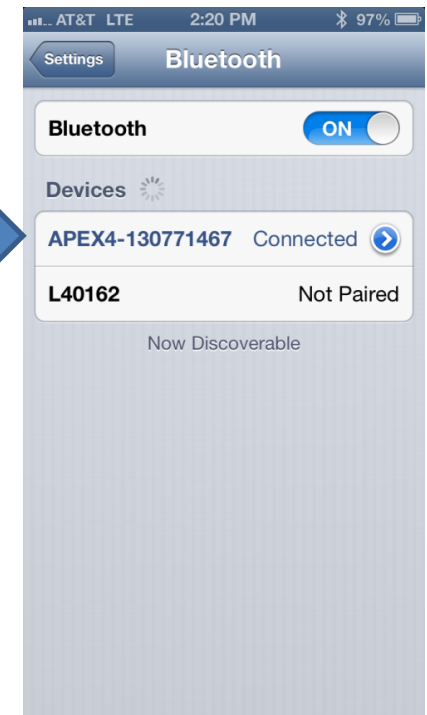 AT&T LTE 2:20 PM 97%
Settings Bluetooth
Bluetooth ON
Devices
APEX4-130771467 Connected
L40162 Not Paired
Now Discoverable